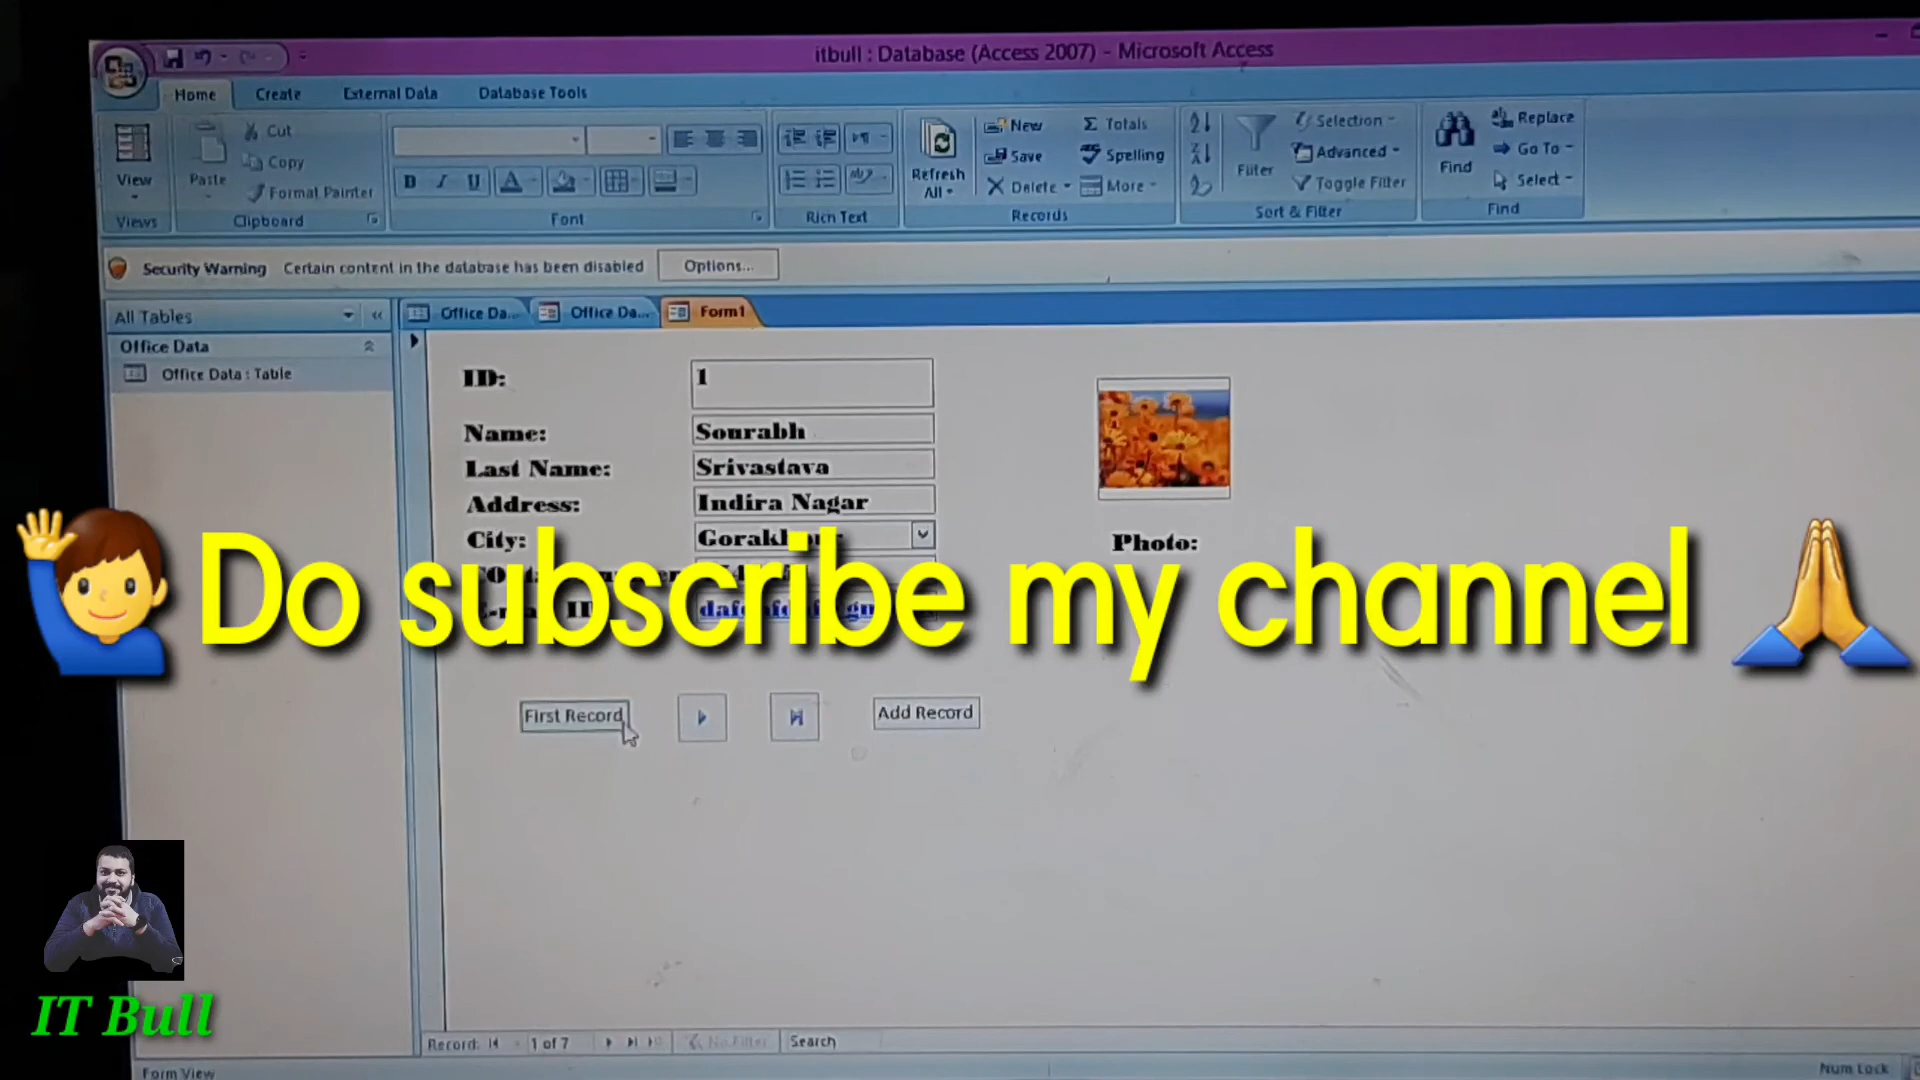 itbull : Database (Access 2007) - Microsoft Access
Home Create External Data Database Tools
View
Views
Paste
Cut
Copy
Format Painter
Clipboard
B I U A
Font
Rich Text
Refresh All
New
Save
Delete
Σ Totals
Spelling
More
Records
Filter
Selection
Advanced
Toggle Filter
Sort & Filter
Find
Replace
Go To
Select
Find
Security Warning Certain content in the database has been disabled Options...
All Tables
Office Data
Office Data : Table
Office Da... Office Da... Form1
ID: 1
Name: Sourabh
Last Name: Srivastava
Address: Indira Nagar
City:
Photo:
Do subscribe my channel
First Record Add Record
IT Bull
Record: 1 of 7 No Filter Search
Form View Num Lock